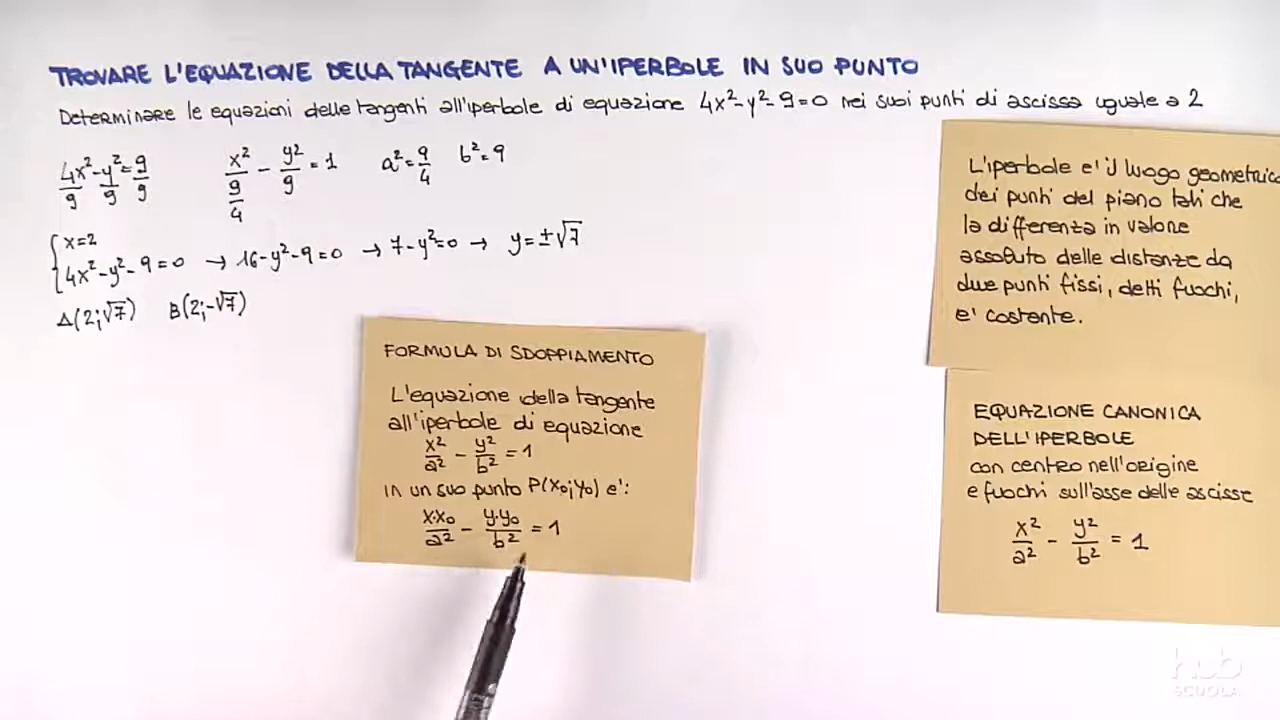 TROVARE L'EQUAZIONE DELLA TANGENTE A UN'IPERBOLE IN SUO PUNTO
Determinare le equazioni delle tangenti all'iperbole di equazione 4x²-y²-9=0 nei suoi punti di ascissa uguale a 2
4x²/9 - y²/9 = 9/9   x²/(9/4) - y²/9 = 1   a²=9/4   b²=9
{x=2
{4x²-y²-9=0 → 16-y²-9=0 → 7-y²=0 → y=±√7
A(2;√7)   B(2;-√7)
FORMULA DI SDOPPIAMENTO
L'equazione della tangente
all'iperbole di equazione
x²/a² - y²/b² = 1
in un suo punto P(x₀;y₀) e':
x·x₀/a² - y·y₀/b² = 1
L'iperbole e' il luogo geometrico
dei punti del piano tali che
la differenza in valore
assoluto delle distanze da
due punti fissi, detti fuochi,
e' costante.
EQUAZIONE CANONICA
DELL'IPERBOLE
con centro nell'origine
e fuochi sull'asse delle ascisse
x²/a² - y²/b² = 1
hub
SCUOLA